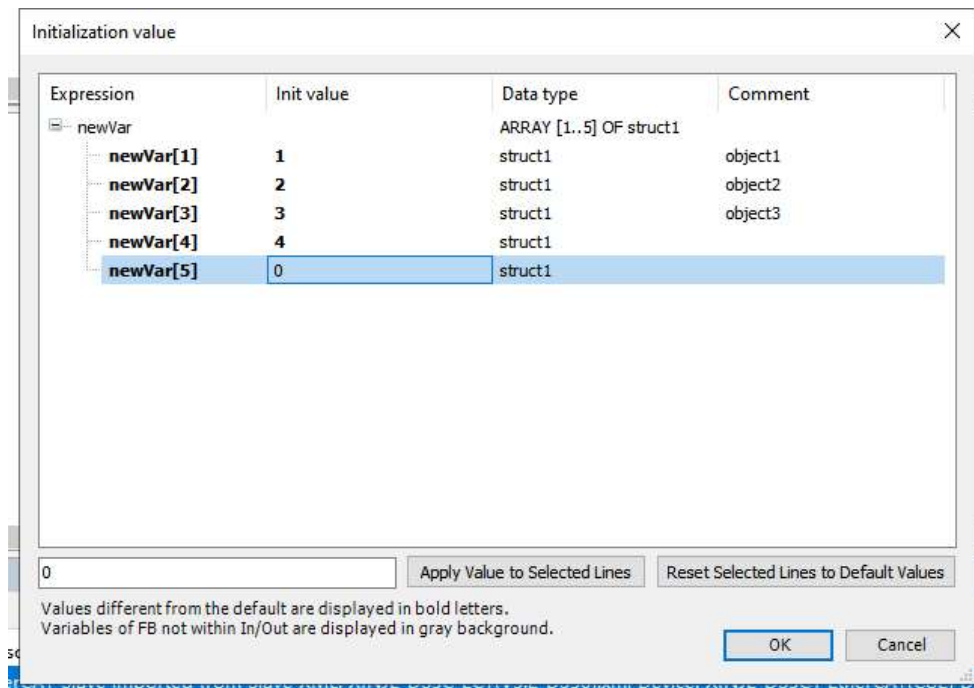 Initialization value
Expression Init value Data type Comment
newVar ARRAY [1..5] OF struct1
newVar[1] 1 struct1 object1
newVar[2] 2 struct1 object2
newVar[3] 3 struct1 object3
newVar[4] 4 struct1
newVar[5] 0 struct1
0 Apply Value to Selected Lines Reset Selected Lines to Default Values
Values different from the default are displayed in bold letters.
Variables of FB not within In/Out are displayed in gray background.
OK Cancel